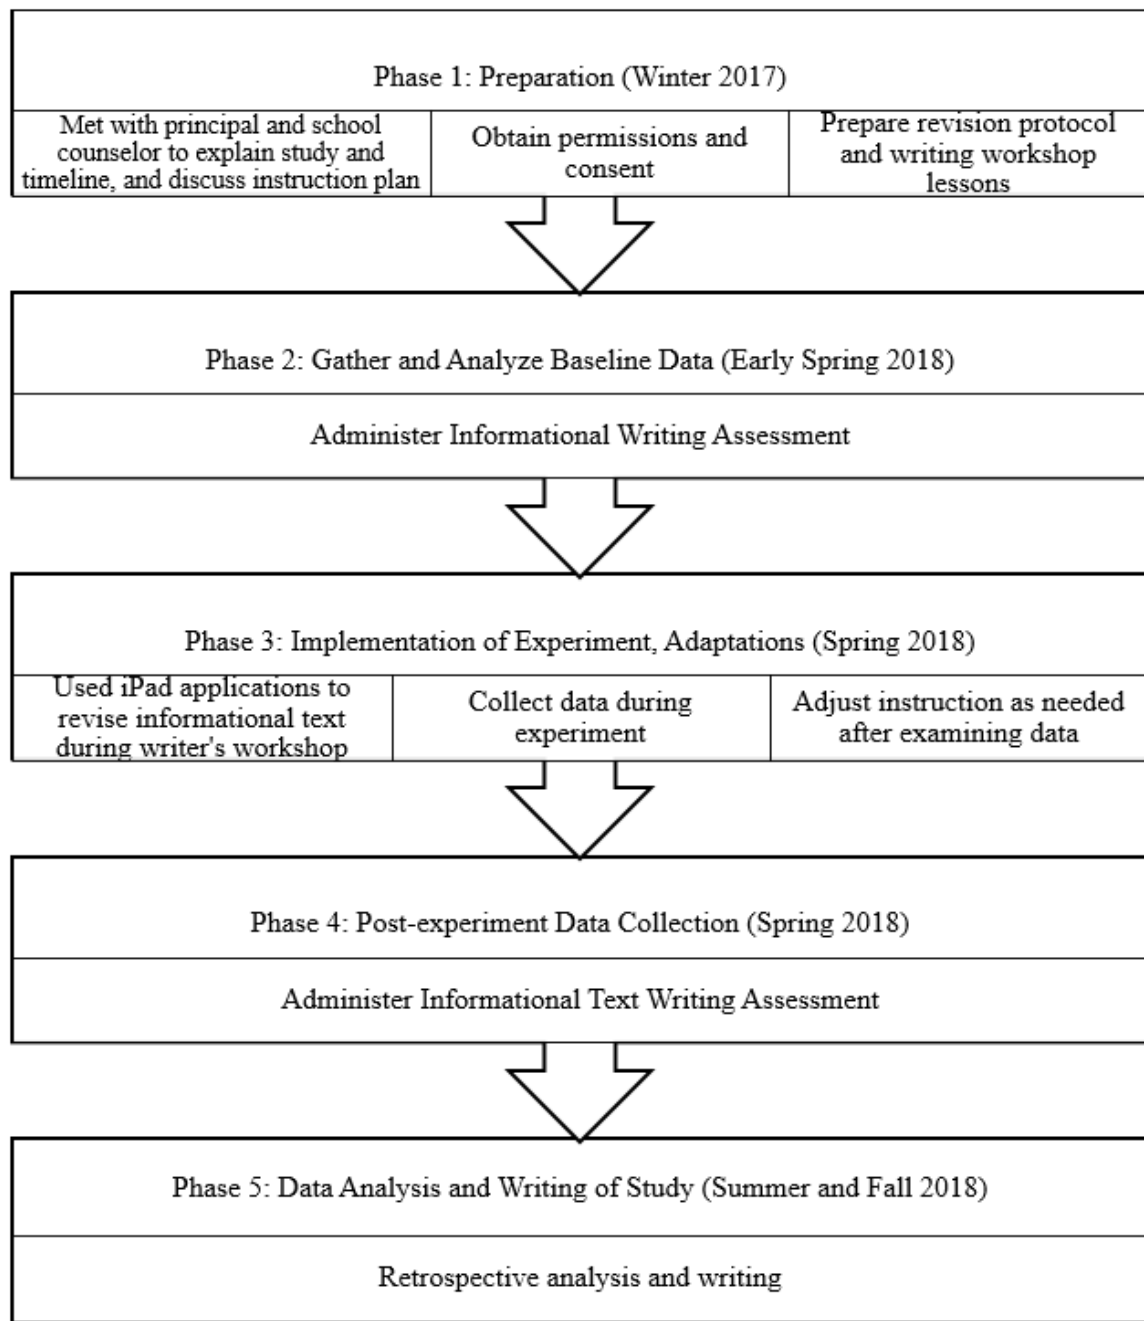 Phase 1: Preparation (Winter 2017)
Met with principal and school
counselor to explain study and
timeline, and discuss instruction plan
Obtain permissions and
consent
Prepare revision protocol
and writing workshop
lessons
Phase 2: Gather and Analyze Baseline Data (Early Spring 2018)
Administer Informational Writing Assessment
Phase 3: Implementation of Experiment, Adaptations (Spring 2018)
Used iPad applications to
revise informational text
during writer's workshop
Collect data during
experiment
Adjust instruction as needed
after examining data
Phase 4: Post-experiment Data Collection (Spring 2018)
Administer Informational Text Writing Assessment
Phase 5: Data Analysis and Writing of Study (Summer and Fall 2018)
Retrospective analysis and writing